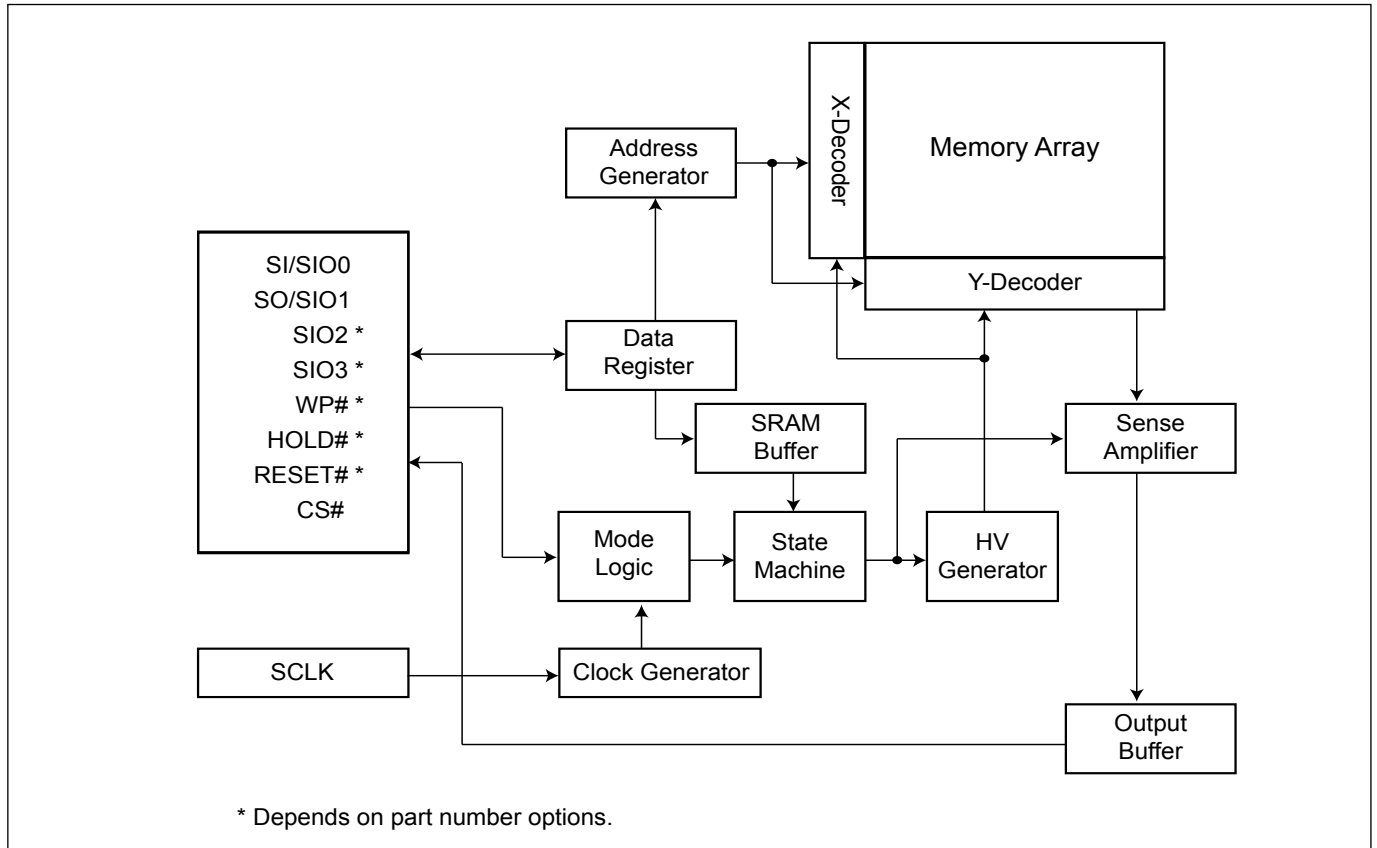 Address
Generator
X-Decoder
Memory Array
Y-Decoder
SI/SIO0
SO/SIO1
SIO2 *
SIO3 *
WP# *
HOLD# *
RESET# *
CS#
Data
Register
SRAM
Buffer
Sense
Amplifier
Mode
Logic
State
Machine
HV
Generator
SCLK
Clock Generator
Output
Buffer
* Depends on part number options.